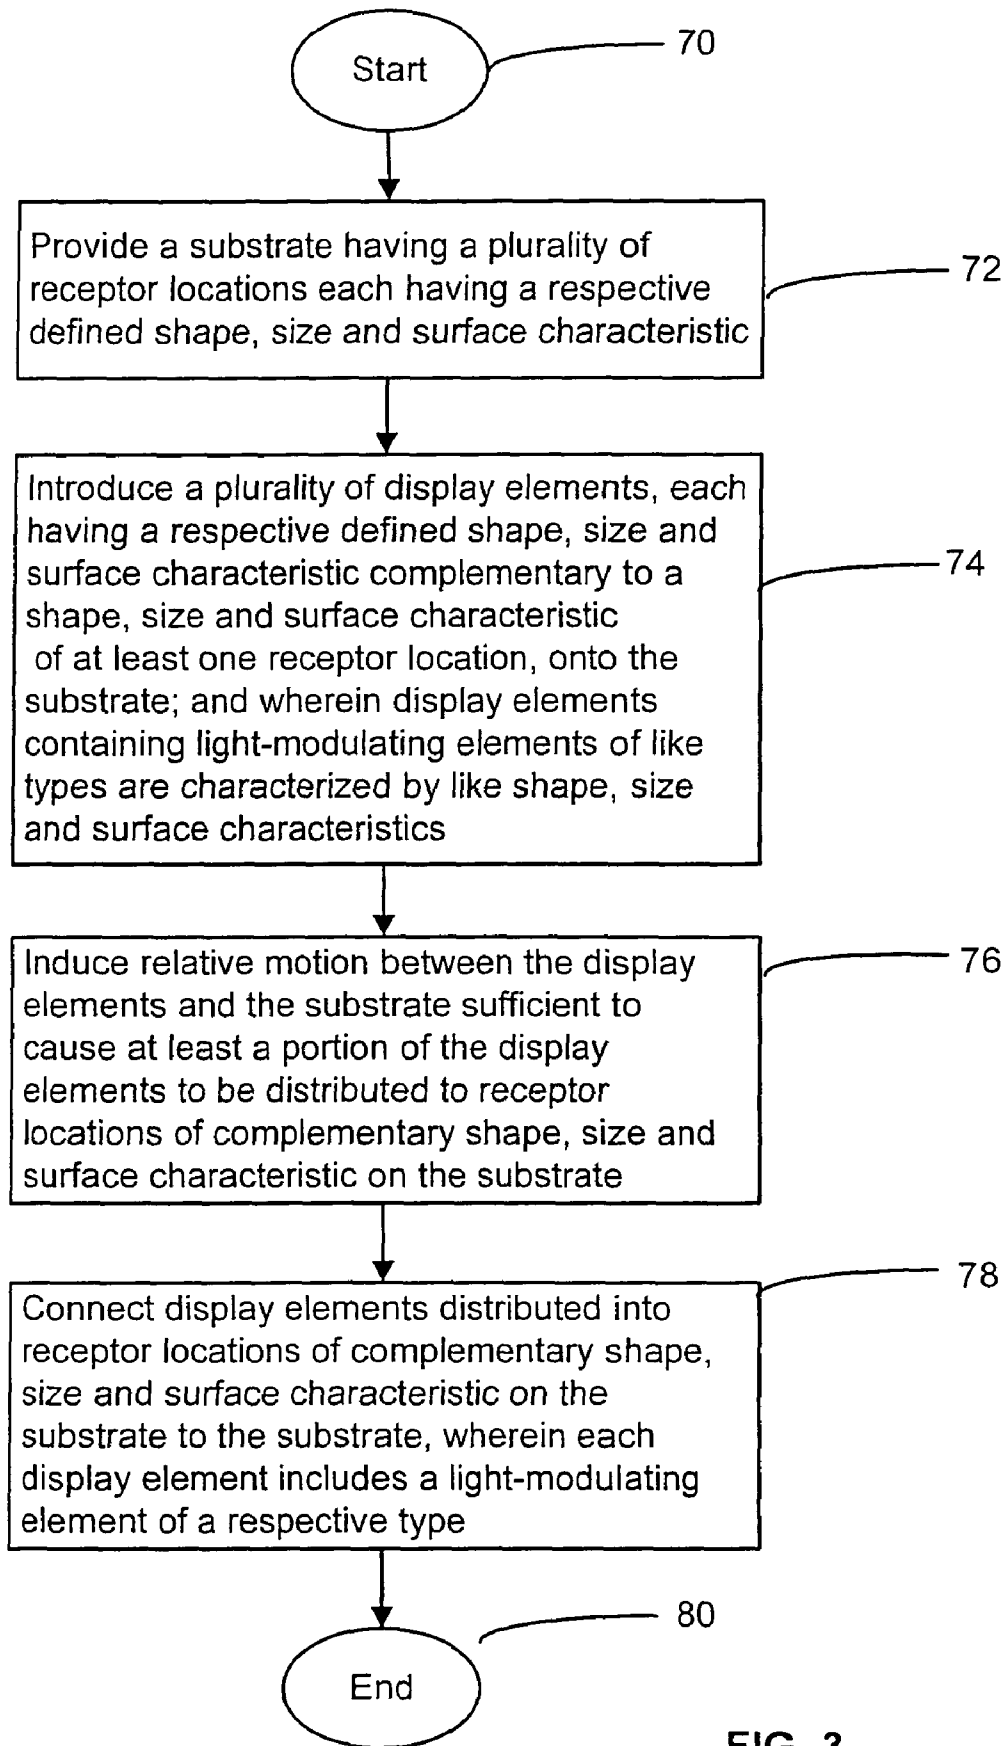 Start
70
Provide a substrate having a plurality of
receptor locations each having a respective
defined shape, size and surface characteristic
72
Introduce a plurality of display elements, each
having a respective defined shape, size and
surface characteristic complementary to a
shape, size and surface characteristic
of at least one receptor location, onto the
substrate; and wherein display elements
containing light-modulating elements of like
types are characterized by like shape, size
and surface characteristics
74
Induce relative motion between the display
elements and the substrate sufficient to
cause at least a portion of the display
elements to be distributed to receptor
locations of complementary shape, size and
surface characteristic on the substrate
76
Connect display elements distributed into
receptor locations of complementary shape,
size and surface characteristic on the
substrate to the substrate, wherein each
display element includes a light-modulating
element of a respective type
78
80
End
FIG.